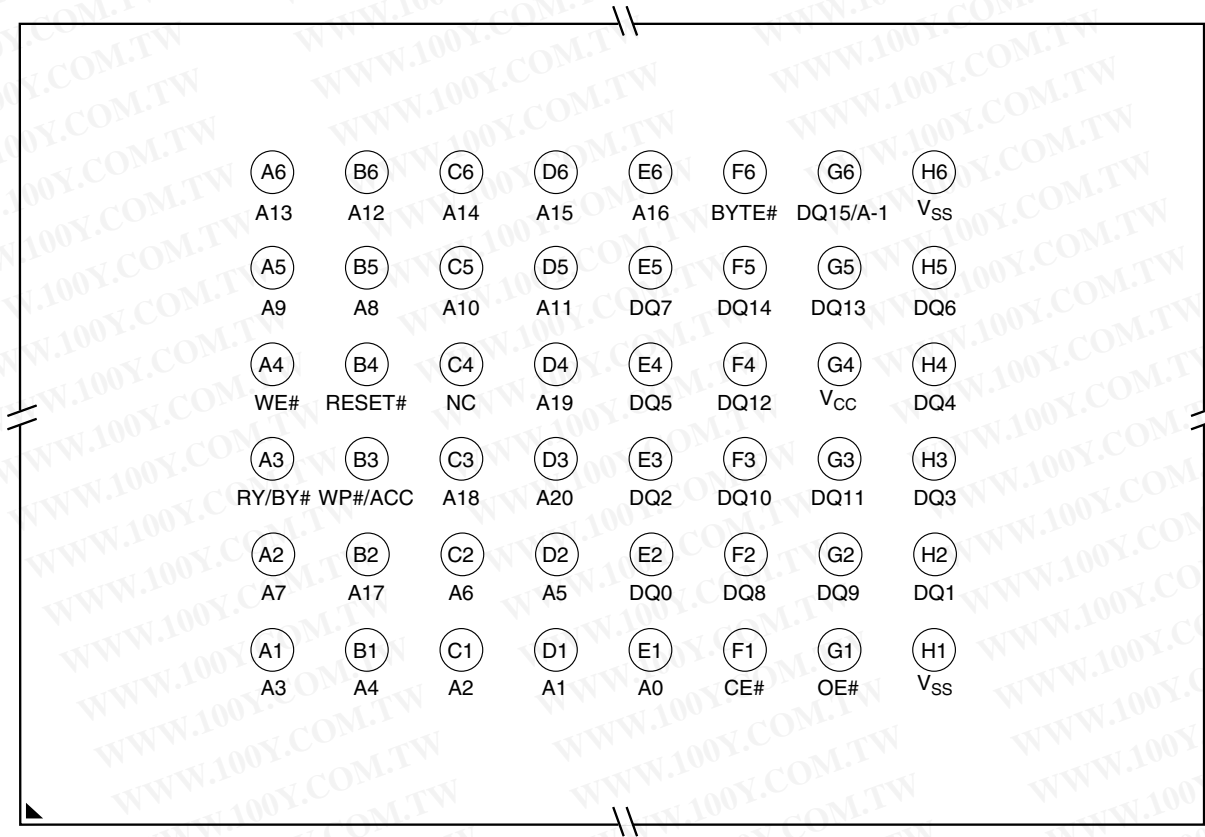 A6 B6 C6 D6 E6 F6 G6 H6
A13 A12 A14 A15 A16 BYTE# DQ15/A-1 VSS
A5 B5 C5 D5 E5 F5 G5 H5
A9 A8 A10 A11 DQ7 DQ14 DQ13 DQ6
A4 B4 C4 D4 E4 F4 G4 H4
WE# RESET# NC A19 DQ5 DQ12 VCC DQ4
A3 B3 C3 D3 E3 F3 G3 H3
RY/BY# WP#/ACC A18 A20 DQ2 DQ10 DQ11 DQ3
A2 B2 C2 D2 E2 F2 G2 H2
A7 A17 A6 A5 DQ0 DQ8 DQ9 DQ1
A1 B1 C1 D1 E1 F1 G1 H1
A3 A4 A2 A1 A0 CE# OE# VSS
WWW.100Y.COM.TW